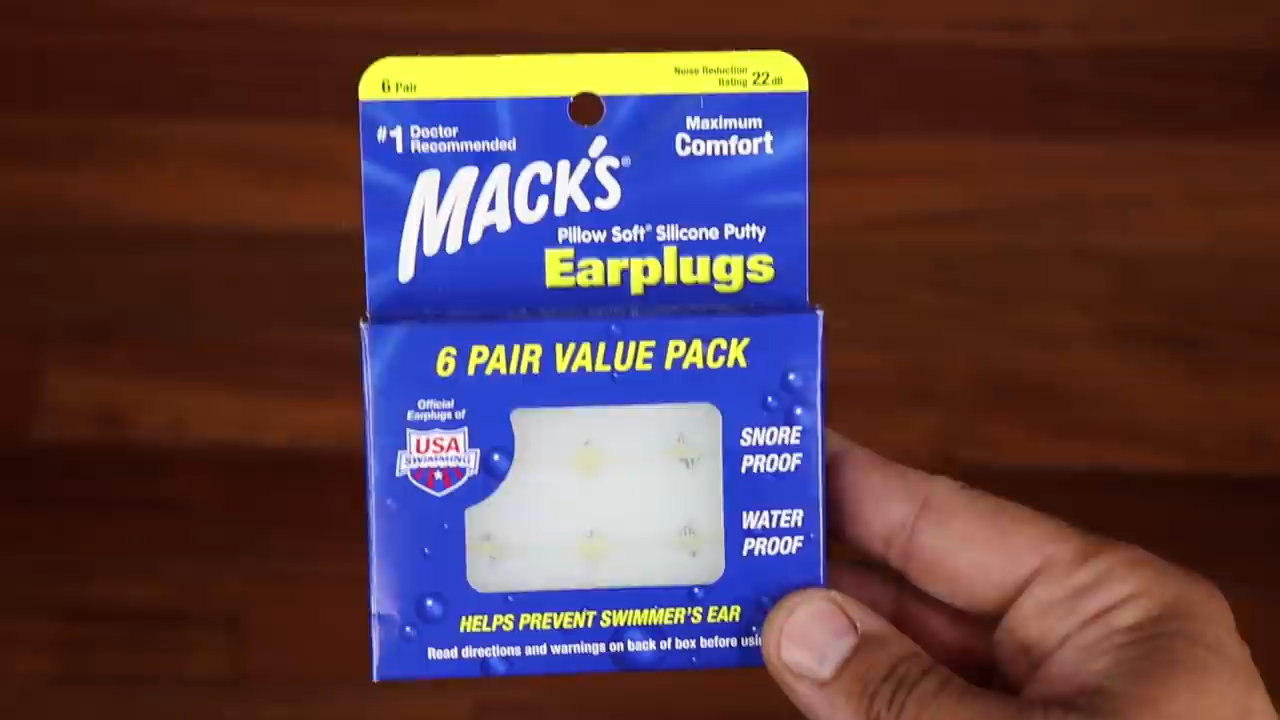 6 Pair
Noise Reduction
Rating 22 dB
#1 Doctor
Recommended
Maximum
Comfort
MACK'S®
Pillow Soft® Silicone Putty
Earplugs
6 PAIR VALUE PACK
Official
Earplugs of
USA
SWIMMING
SNORE
PROOF
WATER
PROOF
HELPS PREVENT SWIMMER'S EAR
Read directions and warnings on back of box before